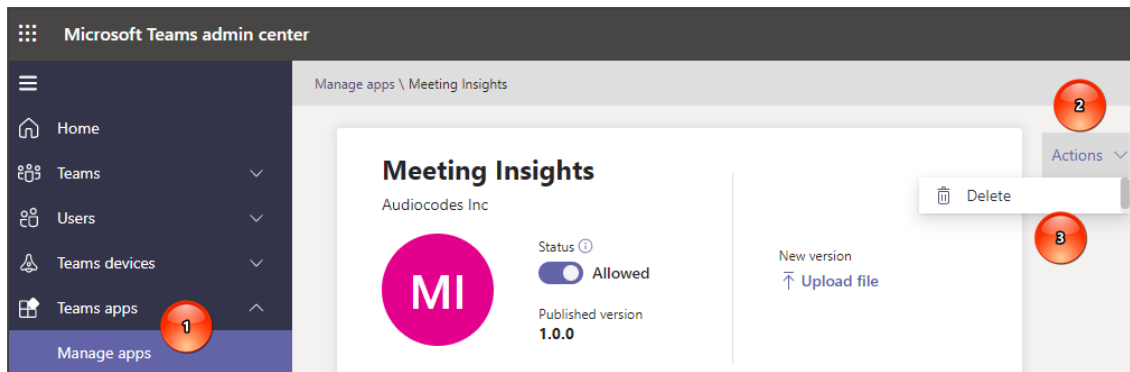 Microsoft Teams admin center
Manage apps \ Meeting Insights
Home
Teams
Users
Teams devices
Teams apps
1
Manage apps
2
Actions
Delete
3
Meeting Insights
Audiocodes Inc
MI
Status
Allowed
Published version
1.0.0
New version
Upload file